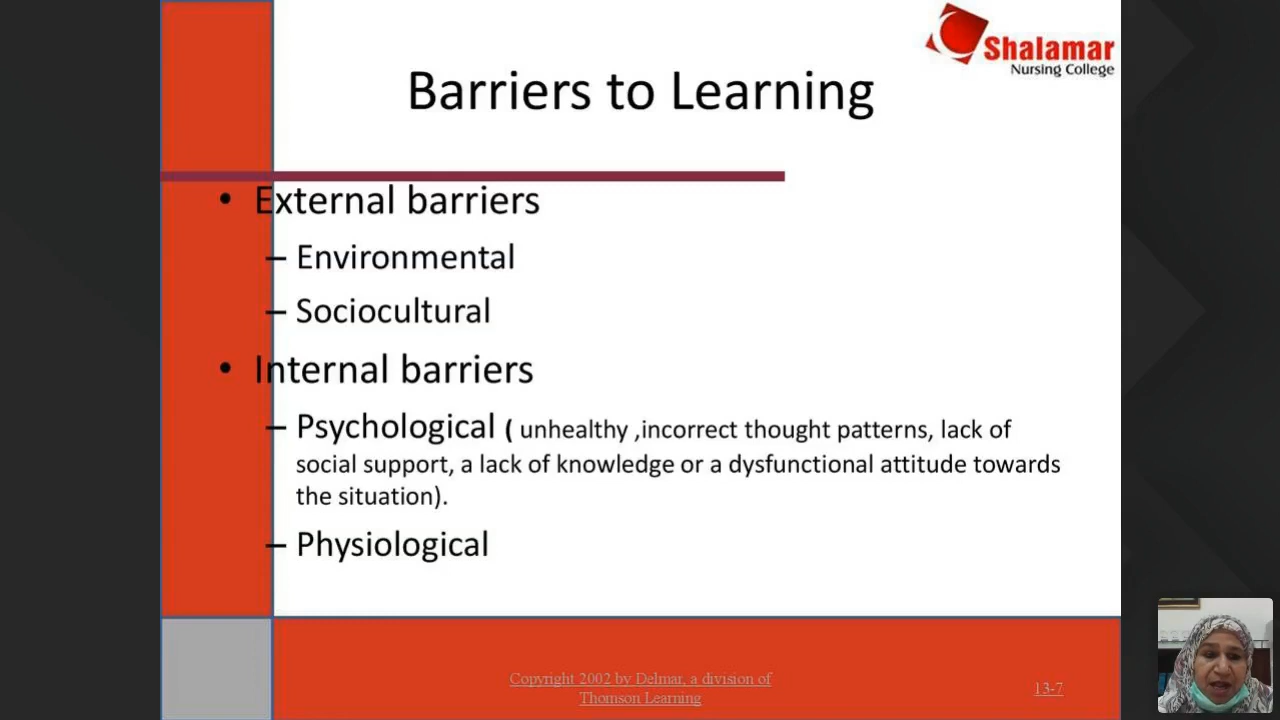 Shalamar
Nursing College
Barriers to Learning
• External barriers
– Environmental
– Sociocultural
• Internal barriers
– Psychological ( unhealthy ,incorrect thought patterns, lack of
social support, a lack of knowledge or a dysfunctional attitude towards
the situation).
– Physiological
Copyright 2002 by Delmar, a division of
Thomson Learning
13-7